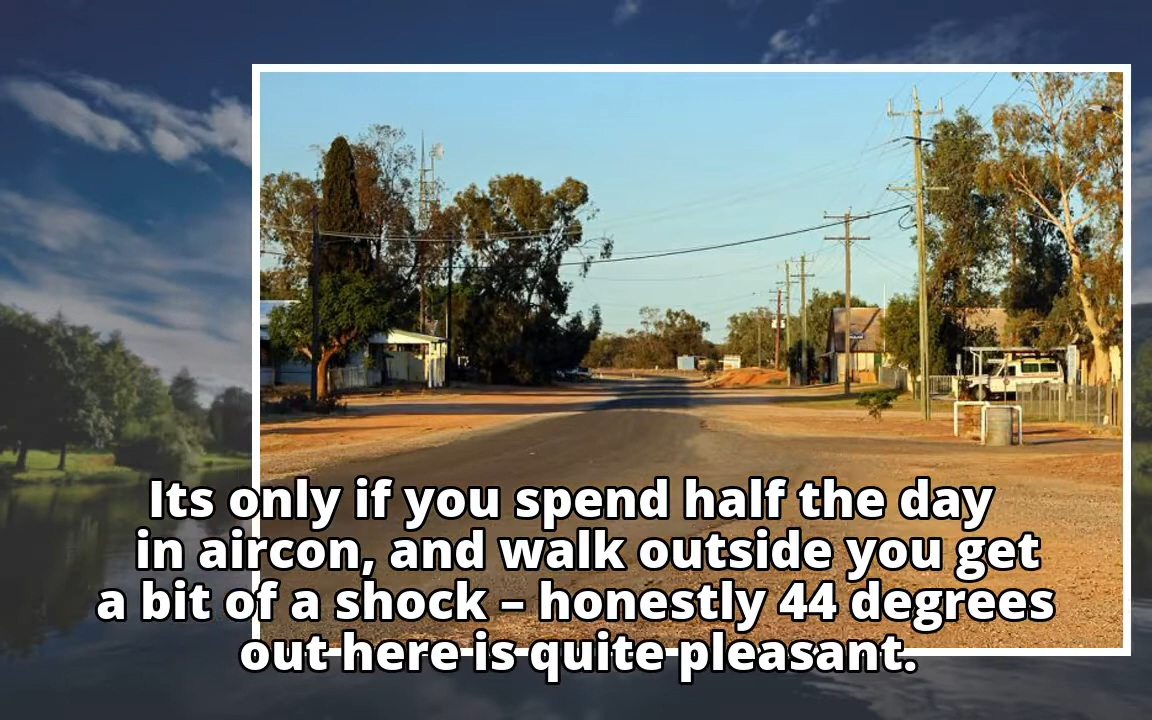 Its only if you spend half the day
in aircon, and walk outside you get
a bit of a shock – honestly 44 degrees
out here is quite pleasant.